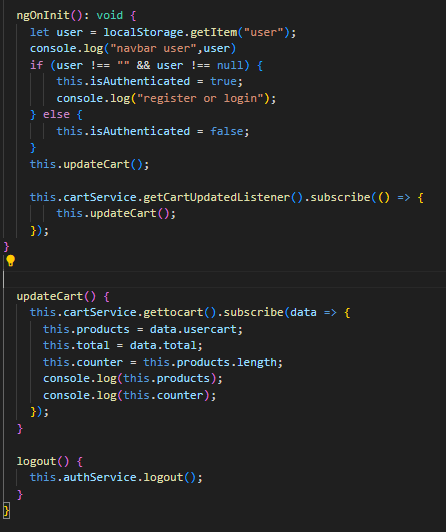 ngOnInit(): void {
let user = localStorage.getItem("user");
console.log("navbar user",user)
if (user !== "" && user !== null) {
this.isAuthenticated = true;
console.log("register or login");
} else {
this.isAuthenticated = false;
}
this.updateCart();
this.cartService.getCartUpdatedListener().subscribe(() => {
this.updateCart();
});
}
updateCart() {
this.cartService.gettocart().subscribe(data => {
this.products = data.usercart;
this.total = data.total;
this.counter = this.products.length;
console.log(this.products);
console.log(this.counter);
});
}
logout() {
this.authService.logout();
}
}